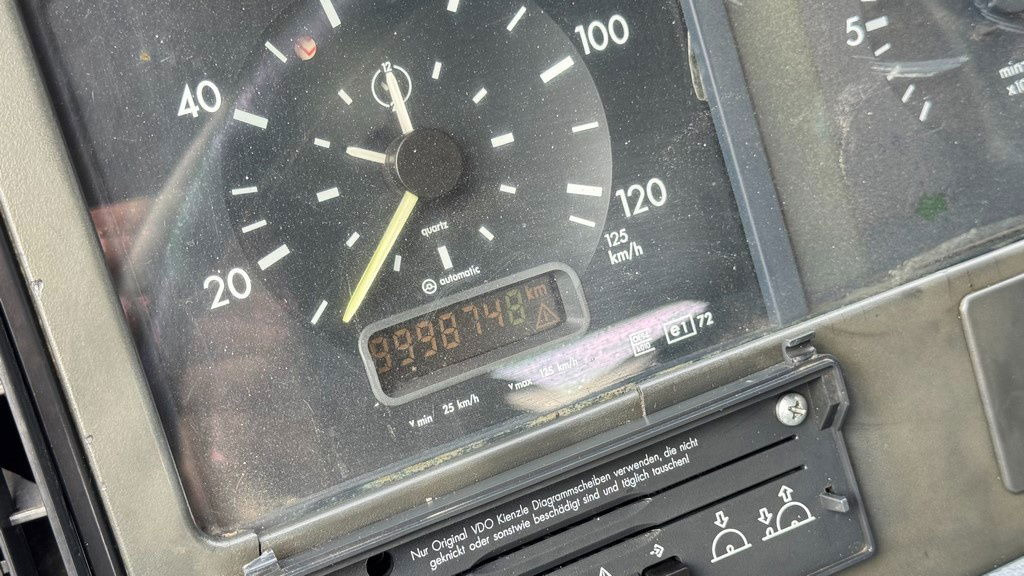 40
100
5
min
12
20
120
125
km/h
quartz
automatic
km
v max 125 km/h
e1 72
v min 25 km/h
Nur Original VDO Kienzle Diagrammscheiben verwenden, die nicht
geknickt oder sonstwie beschädigt sind und täglich tauschen!